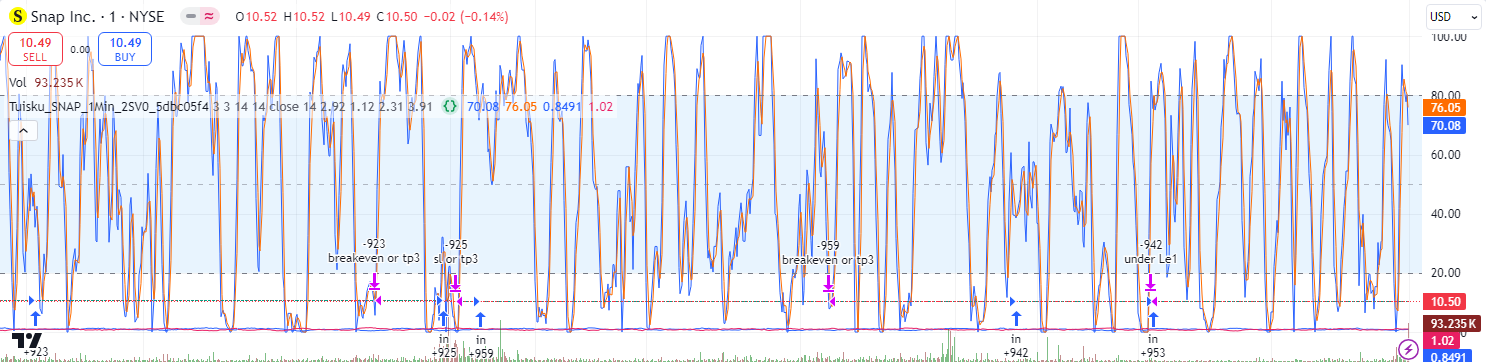 S Snap Inc. · 1 · NYSE O10.52 H10.52 L10.49 C10.50 −0.02 (−0.14%)
USD
10.49 SELL 0.00 10.49 BUY
Vol 93.235 K
Tuisku_SNAP_1Min_2SV0_5dbc05f4 3 3 14 14 close 14 2.92 1.12 2.31 3.91 {} 70.08 76.05 0.8491 1.02
100.00
80.00
76.05
70.08
60.00
40.00
20.00
10.50
93.235 K
1.02
0.8491
-923
breakeven or tp3
-925
sl or tp3
-959
breakeven or tp3
-942
under Le1
+923
in
+925
in
+959
in
+942
in
+953